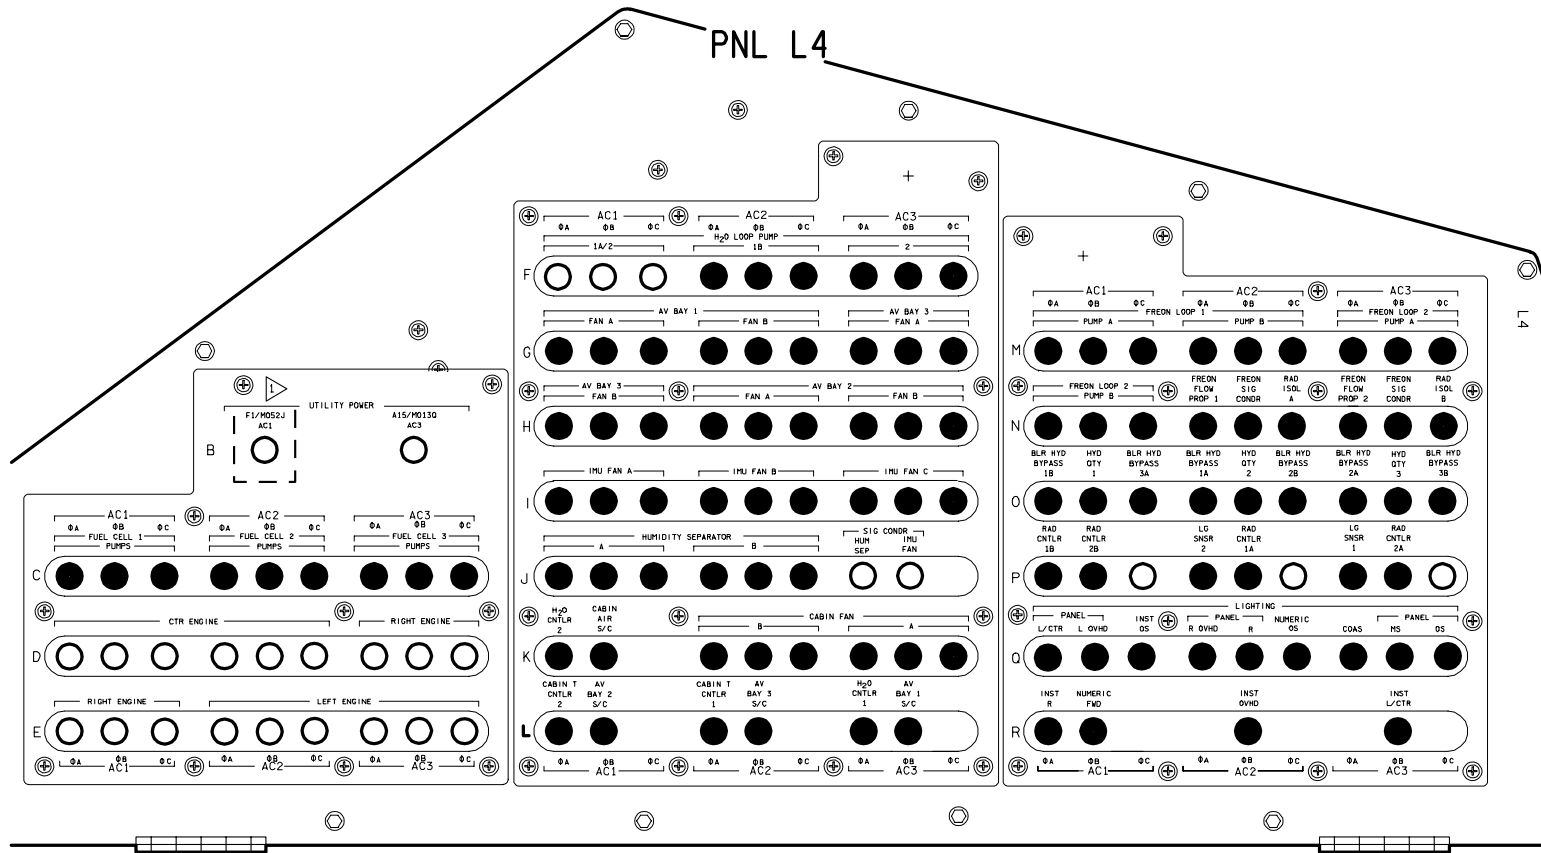 PNL L4
L4
1
UTILITY POWER
F1/MO52J A15/MO13Q
AC1 AC3
B
AC1 AC2 AC3
ΦA ΦB ΦC ΦA ΦB ΦC ΦA ΦB ΦC
FUEL CELL 1 FUEL CELL 2 FUEL CELL 3
PUMPS PUMPS PUMPS
C
CTR ENGINE RIGHT ENGINE
D
RIGHT ENGINE LEFT ENGINE
E
ΦA ΦB ΦC ΦA ΦB ΦC ΦA ΦB ΦC
AC1 AC2 AC3
AC1 AC2 AC3
ΦA ΦB ΦC ΦA ΦB ΦC ΦA ΦB ΦC
H2O LOOP PUMP
1A/2 1B 2
F
AV BAY 1 AV BAY 3
FAN A FAN B FAN A
G
AV BAY 3 AV BAY 2
FAN B FAN A FAN B
H
IMU FAN A IMU FAN B IMU FAN C
I
HUMIDITY SEPARATOR SIG CONDR
A B HUM SEP IMU FAN
J
H2O CNTLR 2 CABIN AIR S/C CABIN FAN
B A
K
CABIN T CNTLR 2 AV BAY 2 S/C CABIN T CNTLR 1 AV BAY 3 S/C H2O CNTLR 1 AV BAY 1 S/C
L
ΦA ΦB ΦC ΦA ΦB ΦC ΦA ΦB ΦC
AC1 AC2 AC3
AC1 AC2 AC3
ΦA ΦB ΦC ΦA ΦB ΦC ΦA ΦB ΦC
FREON LOOP 1 FREON LOOP 2
PUMP A PUMP B PUMP A
M
FREON LOOP 2 PUMP B FREON FLOW PROP 1 FREON SIG CONDR RAD ISOL A FREON FLOW PROP 2 FREON SIG CONDR RAD ISOL B
N
BLR HYD BYPASS 1B HYD QTY 1 BLR HYD BYPASS 3A BLR HYD BYPASS 1A HYD QTY 2 BLR HYD BYPASS 2B BLR HYD BYPASS 2A HYD QTY 3 BLR HYD BYPASS 3B
O
RAD CNTLR 1B RAD CNTLR 2B LG SNSR 2 RAD CNTLR 1A LG SNSR 1 RAD CNTLR 2A
P
LIGHTING
PANEL INST OS PANEL NUMERIC OS PANEL
L/CTR L OVHD R OVHD R COAS MS OS
Q
INST R NUMERIC FWD INST OVHD INST L/CTR
R
ΦA ΦB ΦC ΦA ΦB ΦC ΦA ΦB ΦC
AC1 AC2 AC3